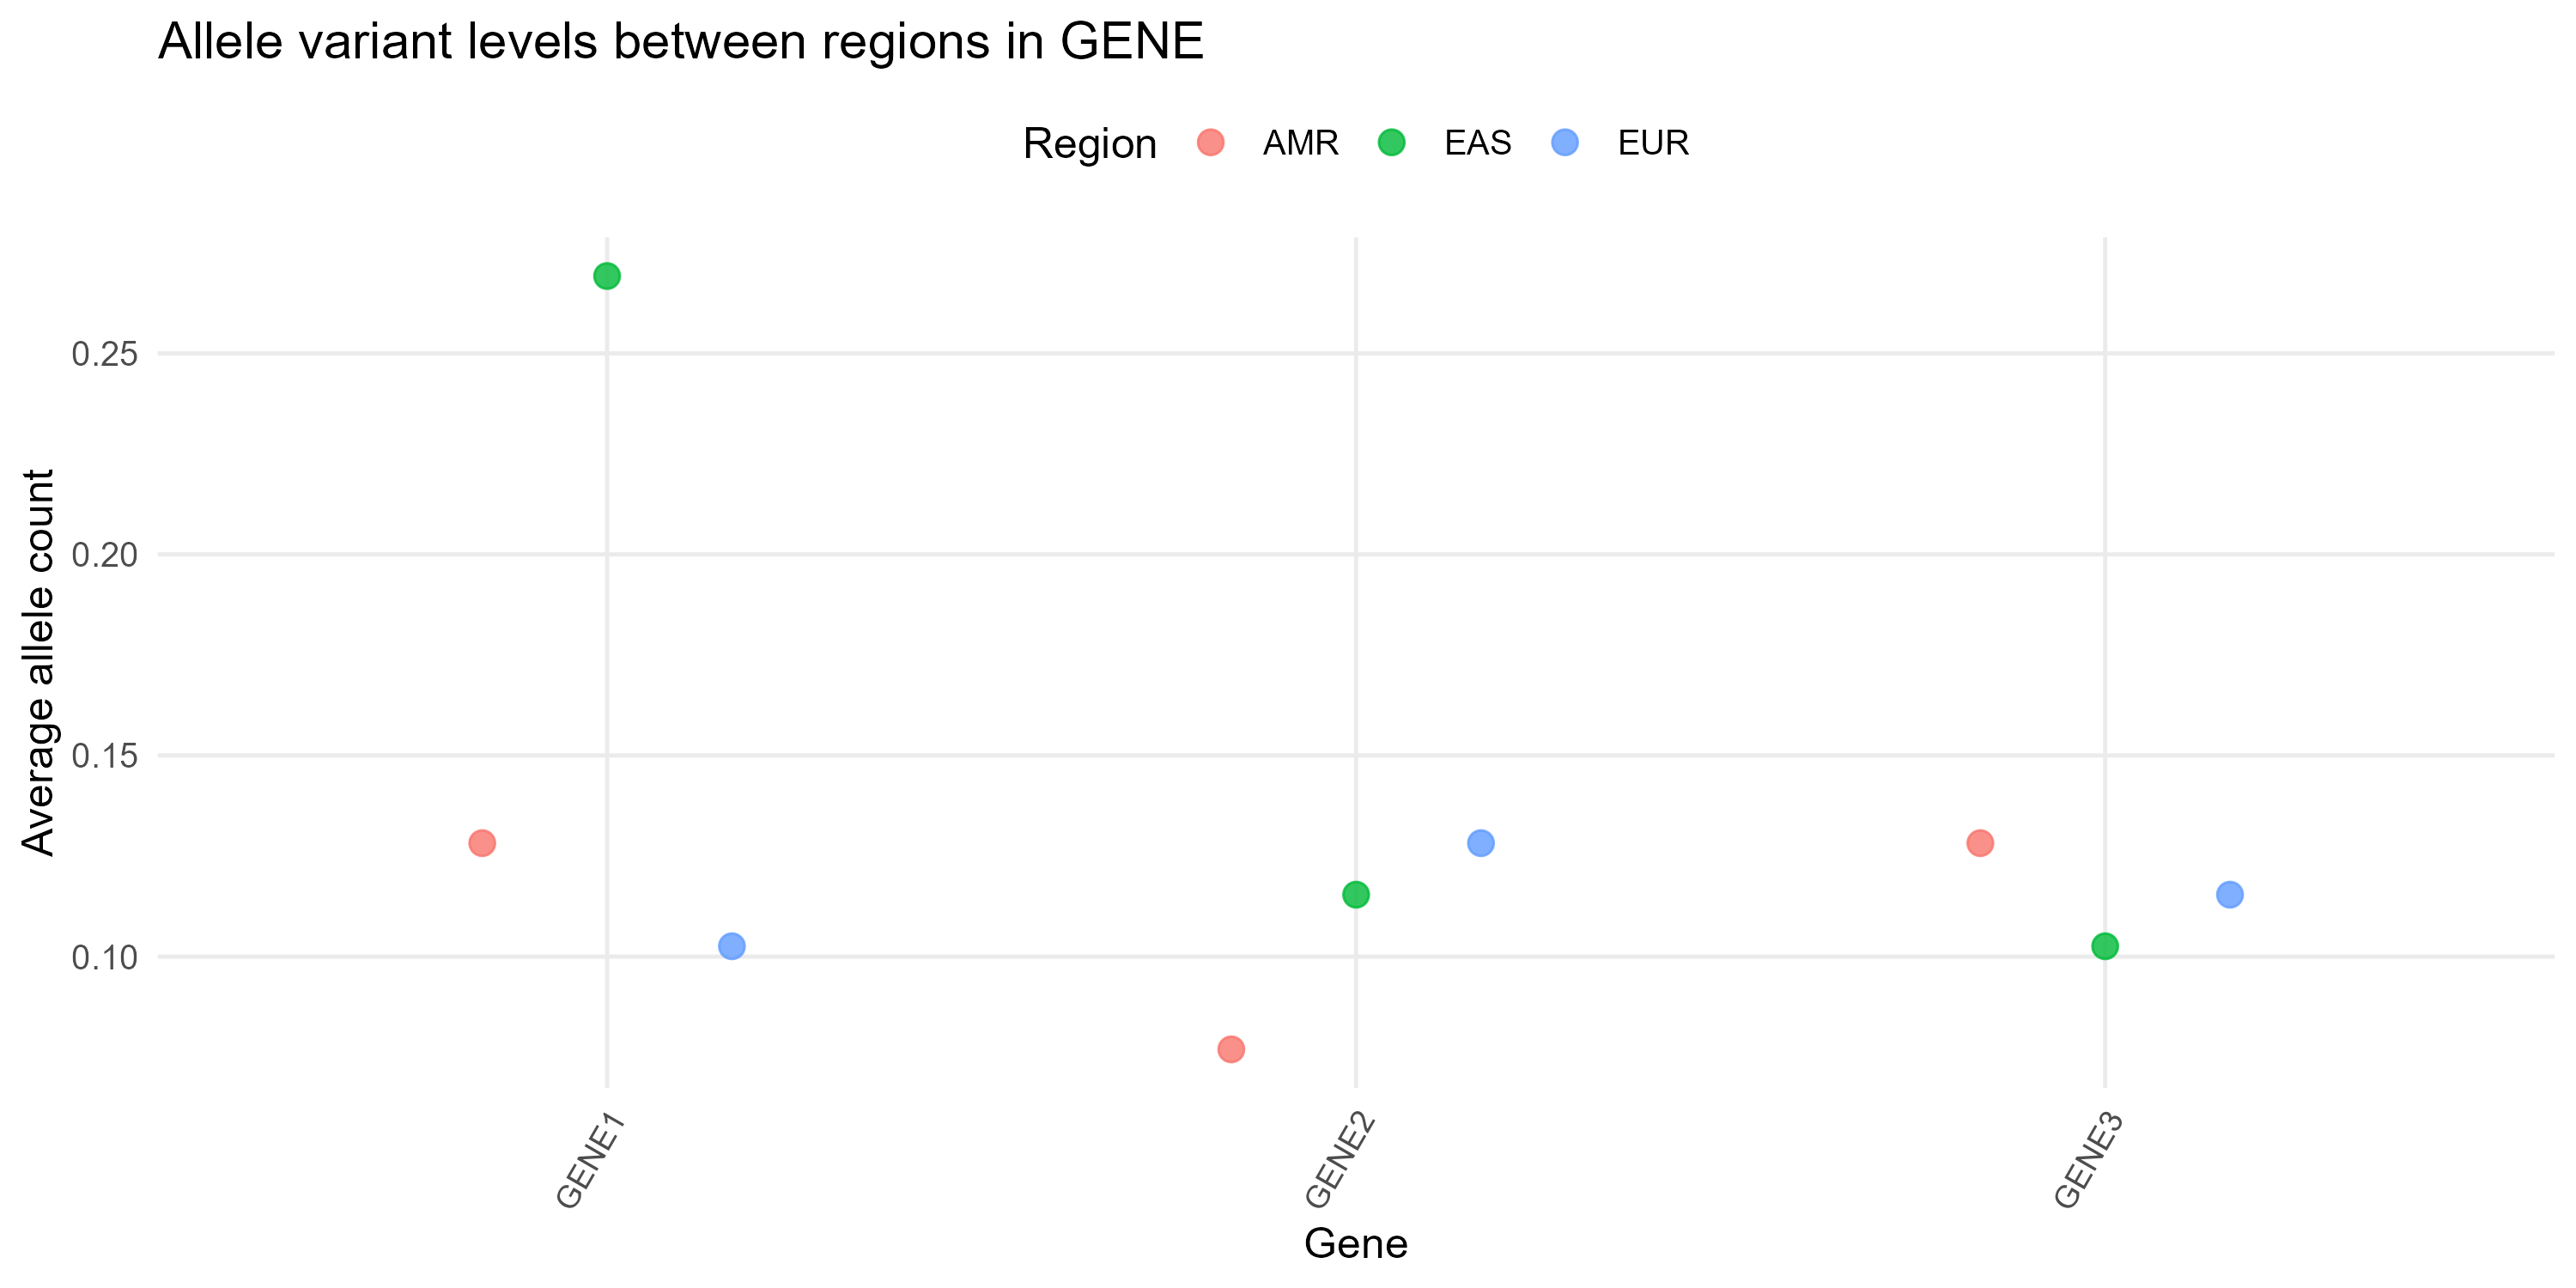 Allele variant levels between regions in GENE
Region AMR EAS EUR
Average allele count
0.25
0.20
0.15
0.10
GENE1 GENE2 GENE3
Gene